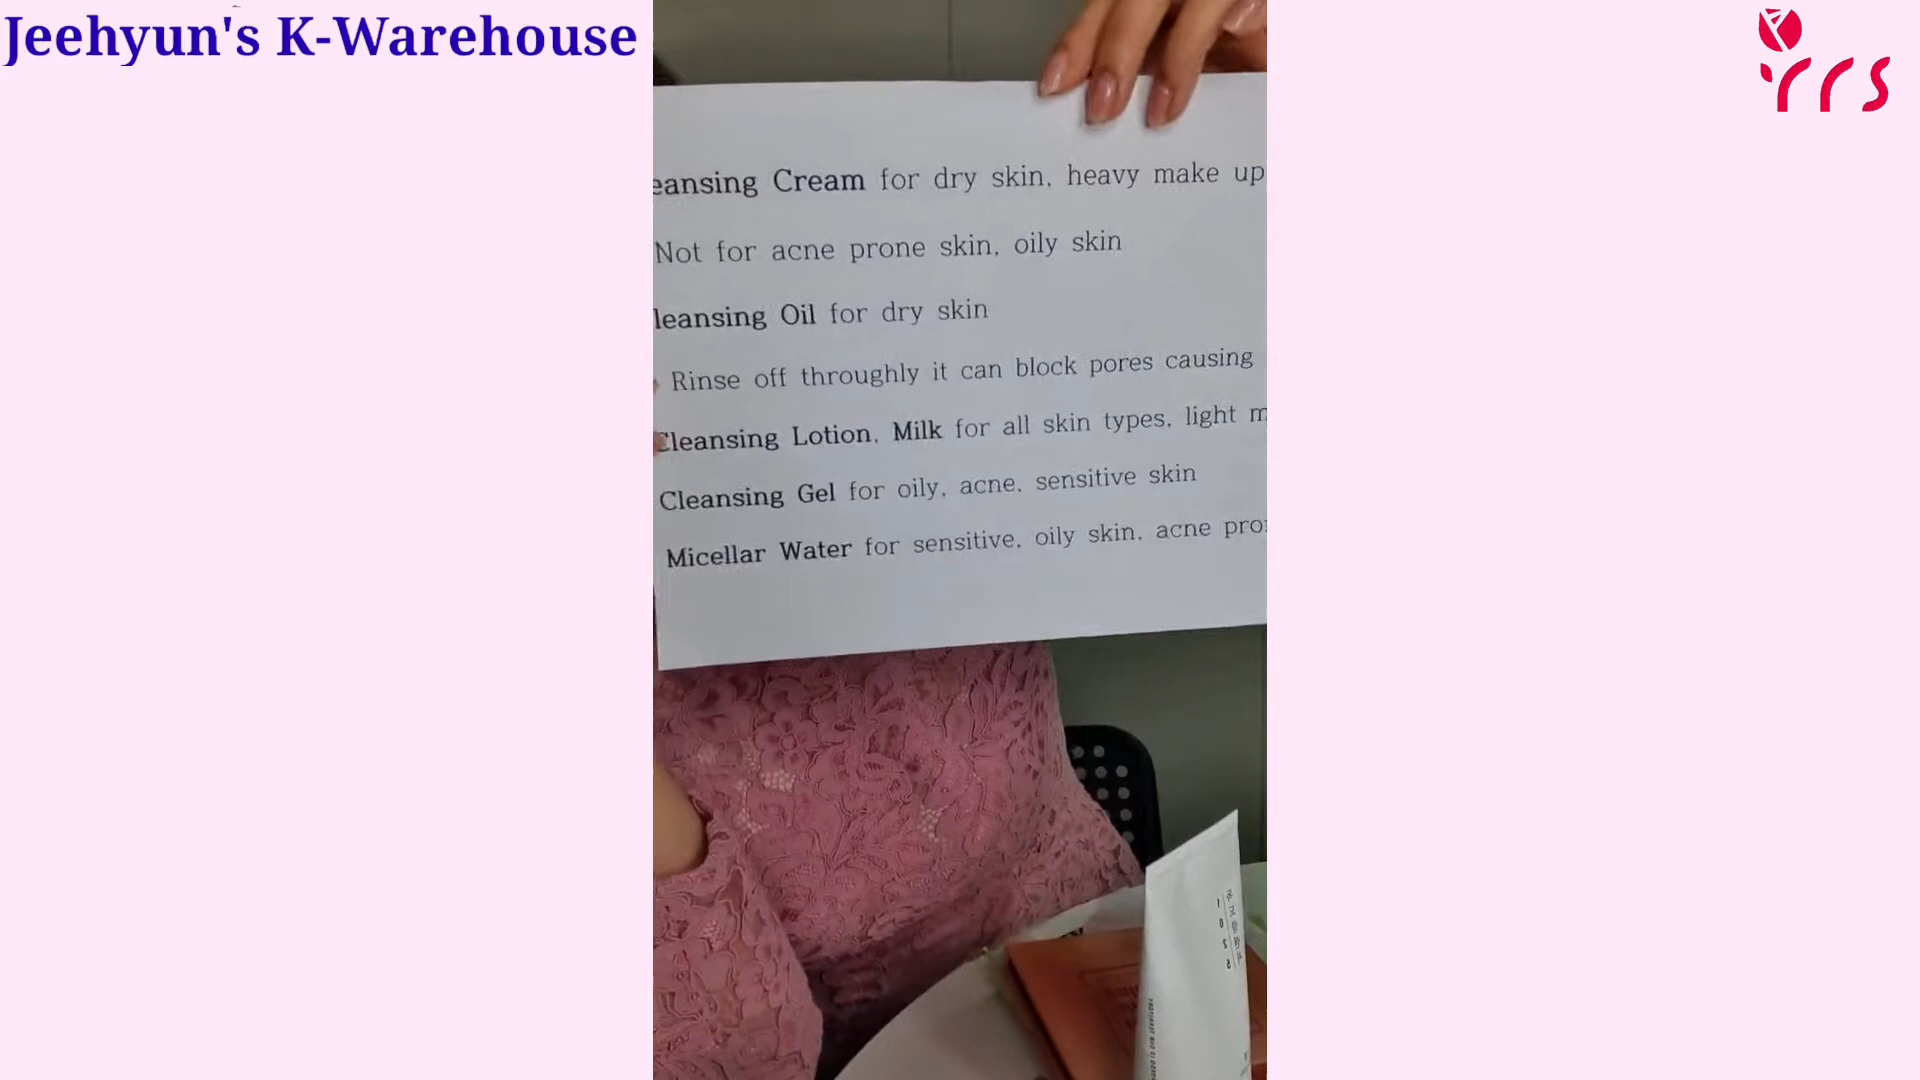 Jeehyun's K-Warehouse
YrS
eansing Cream for dry skin, heavy make up
Not for acne prone skin, oily skin
leansing Oil for dry skin
Rinse off throughly it can block pores causing
Cleansing Lotion, Milk for all skin types, light m
Cleansing Gel for oily, acne, sensitive skin
Micellar Water for sensitive, oily skin, acne pro